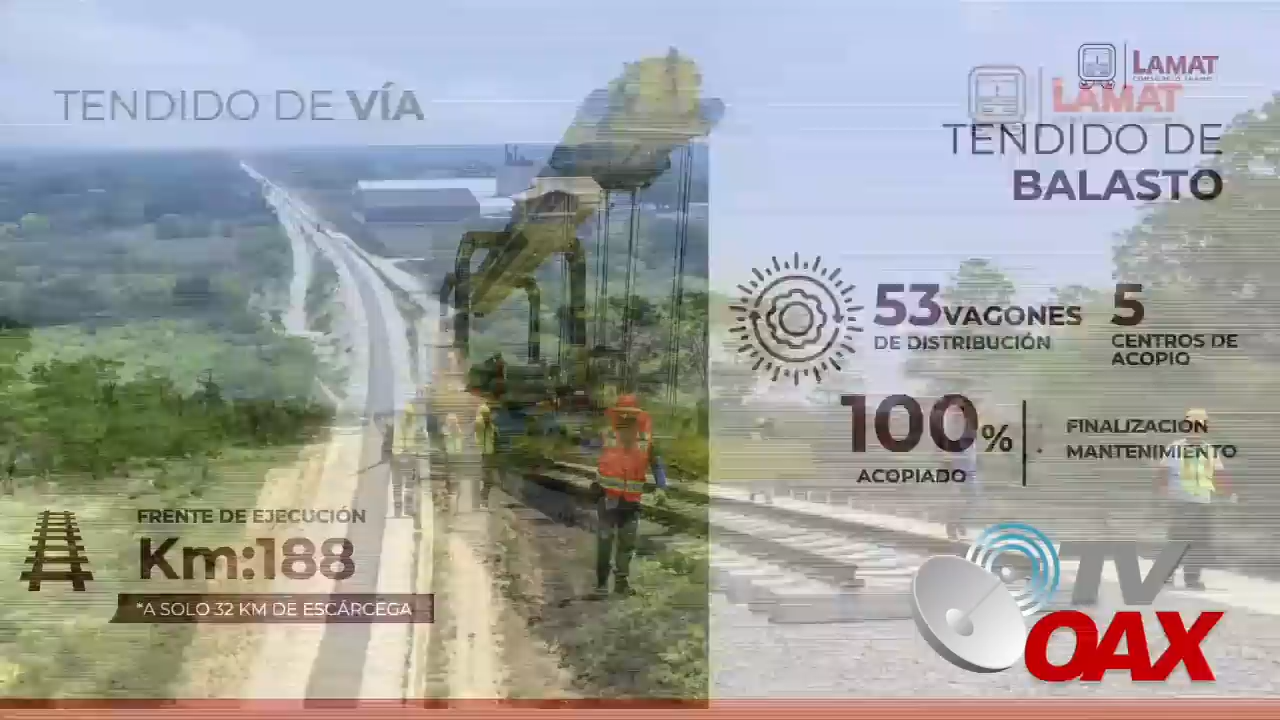 TENDIDO DE VÍA
LAMAT
LAMAT
TENDIDO DE
BALASTO
53 VAGONES
DE DISTRIBUCIÓN
5
CENTROS DE
ACOPIO
100%
ACOPIADO
FINALIZACIÓN
MANTENIMIENTO
FRENTE DE EJECUCIÓN
Km:188
*A SOLO 32 KM DE ESCÁRCEGA
TV
OAX